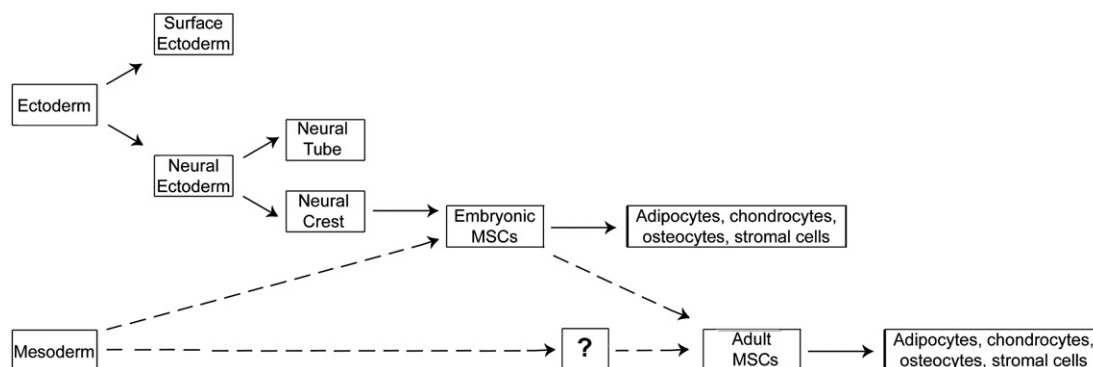 Surface
Ectoderm
Ectoderm
Neural
Tube
Neural
Ectoderm
Neural
Crest
Embryonic
MSCs
Adipocytes, chondrocytes,
osteocytes, stromal cells
Mesoderm
?
Adult
MSCs
Adipocytes, chondrocytes,
osteocytes, stromal cells